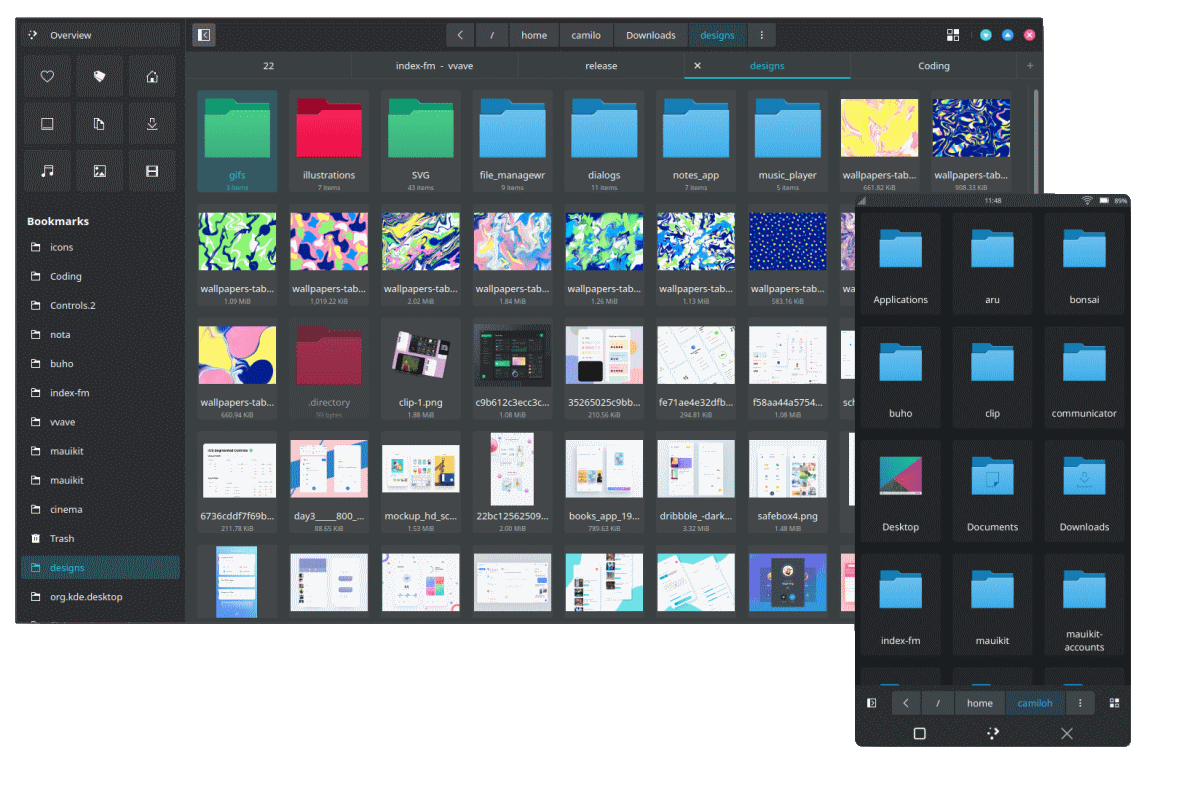 Overview
/ home camilo Downloads designs
22 index-fm - vvave release designs Coding
Bookmarks
icons
Coding
Controls.2
nota
buho
index-fm
vvave
mauikit
mauikit
cinema
Trash
designs
org.kde.desktop
gifs illustrations SVG file_managewr dialogs notes_app music_player wallpapers-tab... wallpapers-tab...
3 items 7 items 43 items 9 items 11 items 7 items 5 items 661.82 KiB 908.33 KiB
wallpapers-tab... wallpapers-tab... wallpapers-tab... wallpapers-tab... wallpapers-tab... wallpapers-tab... wallpapers-tab... wa
1.09 MiB 1,019.22 KiB 2.02 MiB 1.84 MiB 1.26 MiB 1.13 MiB 583.16 KiB
wallpapers-tab... .directory clip-1.png c9b612c3ecc3c... 35265025c9bb... fe71ae4e32dfb... f58aa44a5754... sch
660.94 KiB 99 bytes 1.88 MiB 1.08 MiB 210.56 KiB 294.81 KiB 1.08 MiB
6736cddf7f69b... day3_____800_... mockup_hd_sc... 22bc12562509... books_app_19... dribbble_-dark... safebox4.png
211.78 KiB 88.65 KiB 1.53 MiB 2.00 MiB 789.63 KiB 3.32 MiB 1.48 MiB
11:48 89%
Applications aru bonsai
buho clip communicator
Desktop Documents Downloads
index-fm mauikit mauikit-
accounts
/ home camiloh